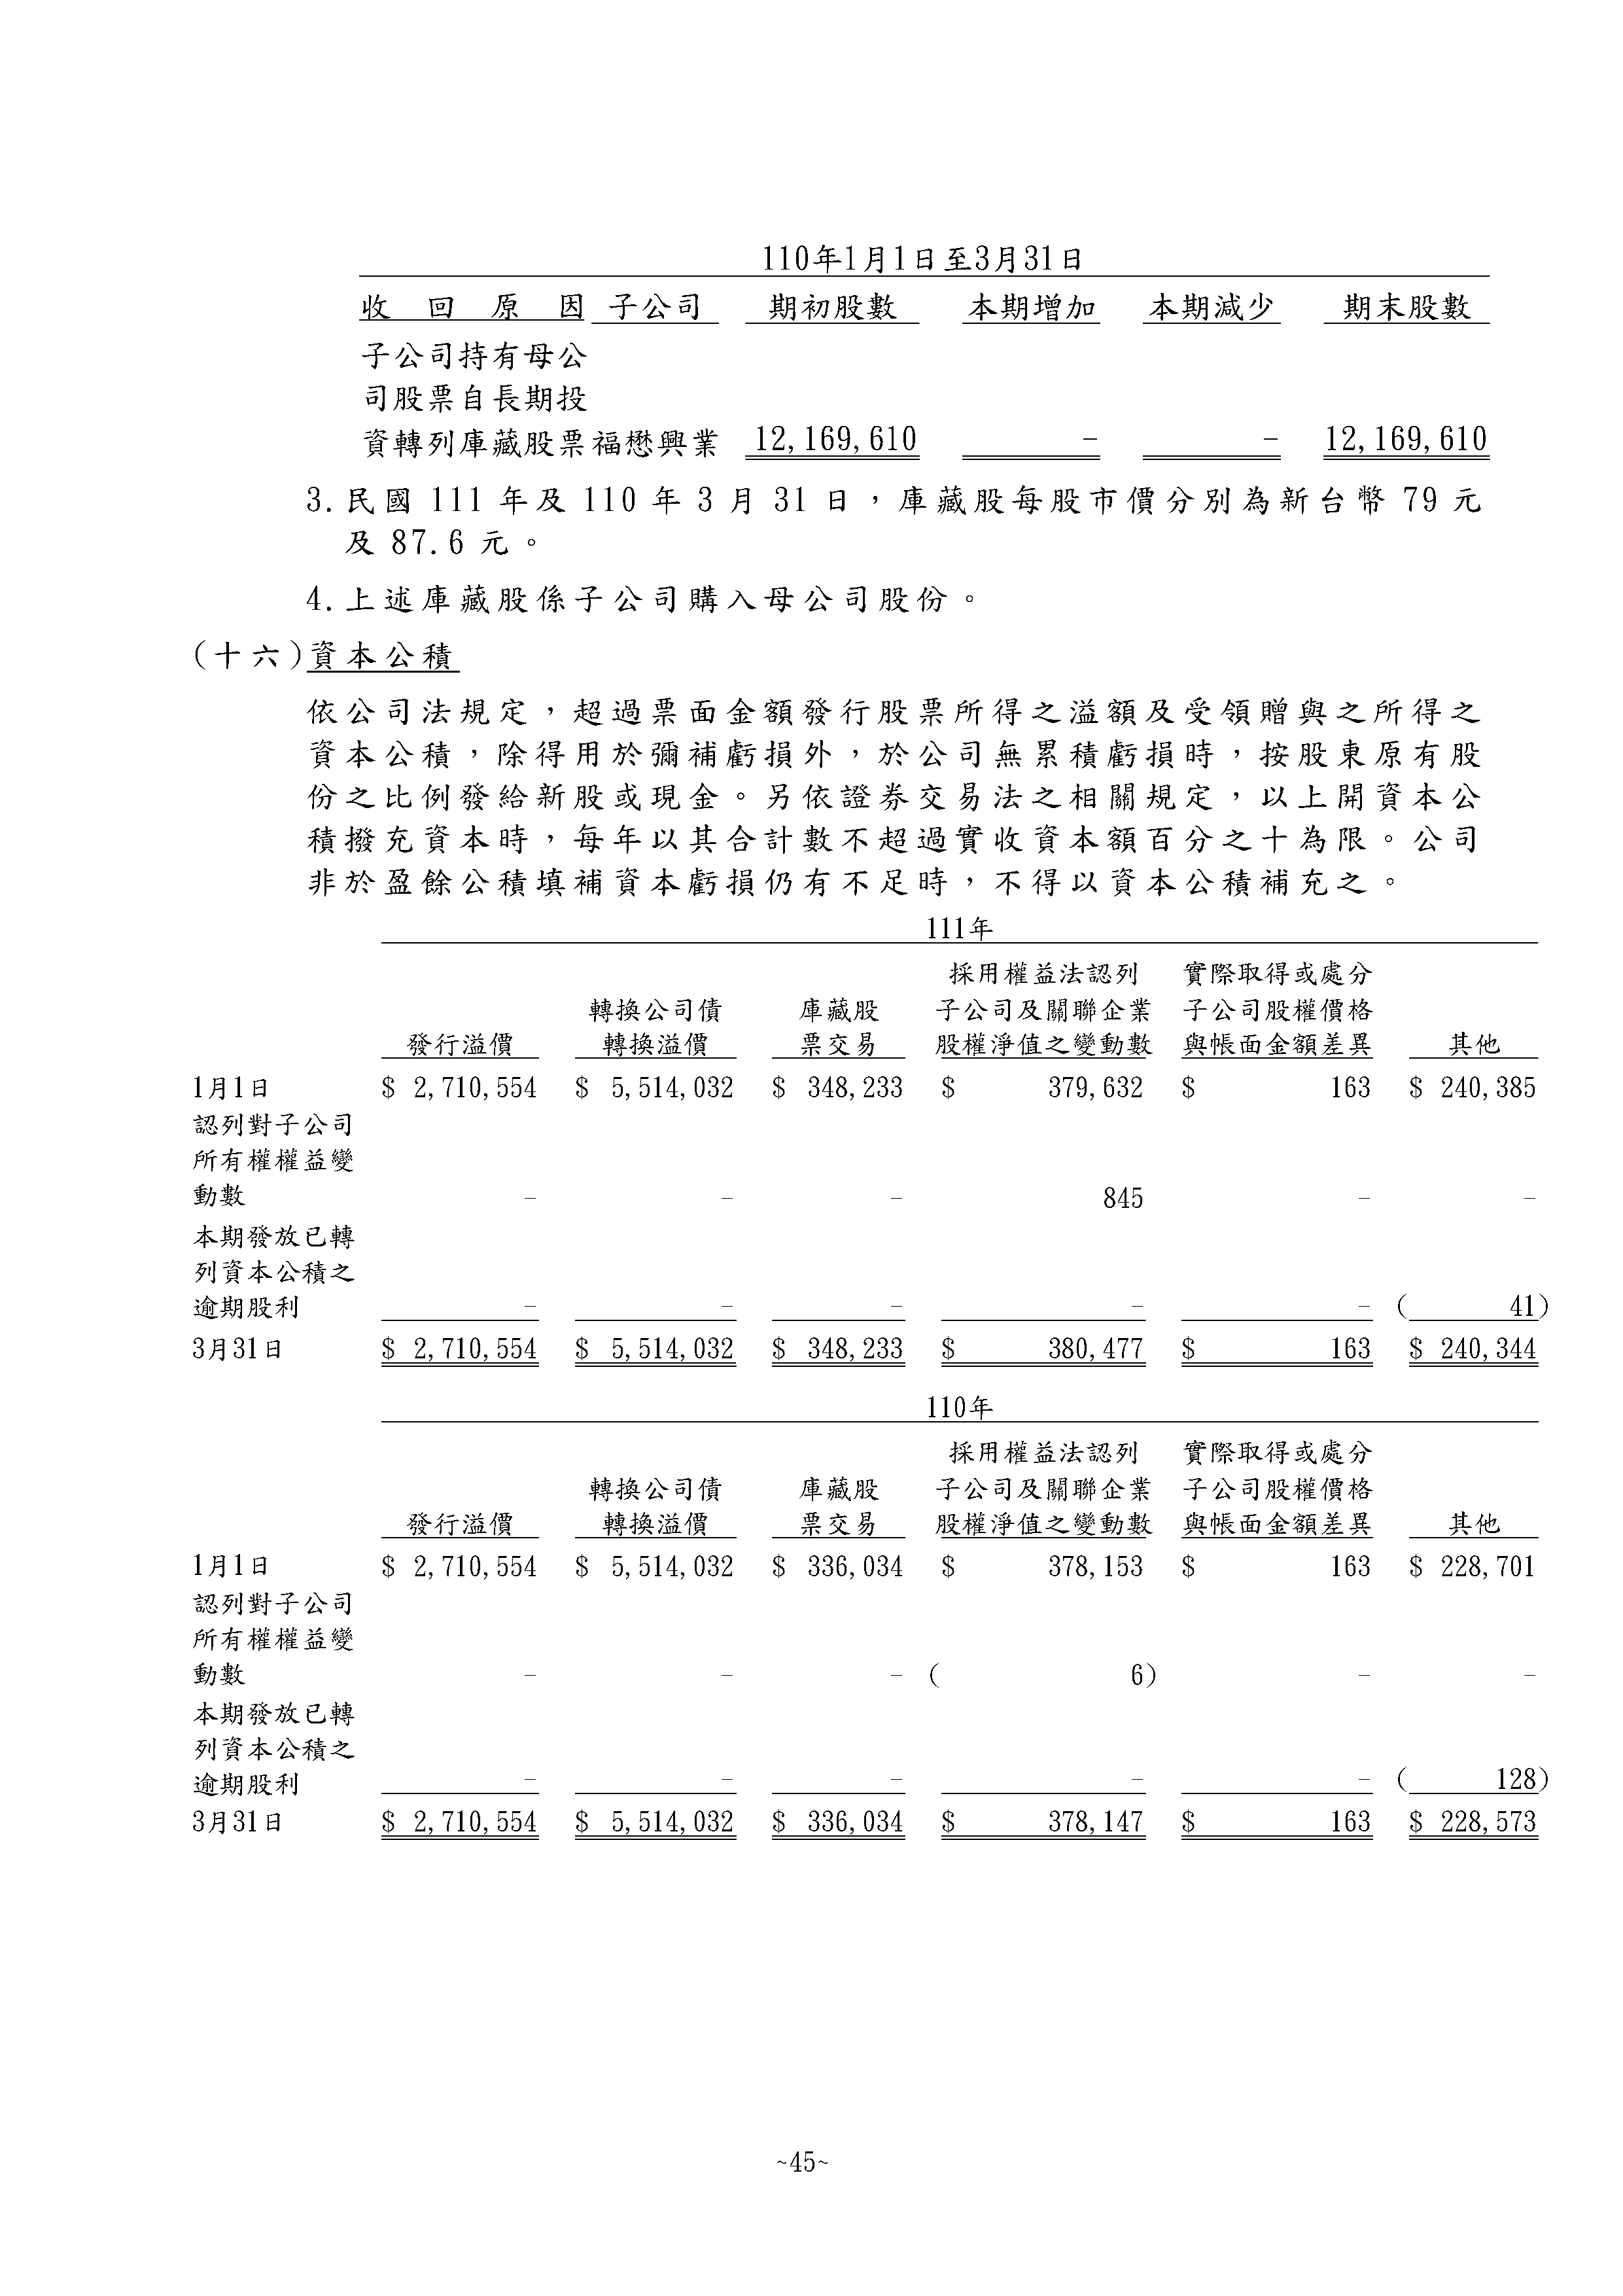 110年1月1日至3月31日
收 回 原 因 子公司 期初股數 本期增加 本期減少 期末股數
子公司持有母公
司股票自長期投
資轉列庫藏股票 福懋興業 12,169,610 - - 12,169,610
3.民國 111 年及 110 年 3 月 31 日，庫藏股每股市價分別為新台幣 79 元
及 87.6 元。
4.上述庫藏股係子公司購入母公司股份。
(十六)資本公積
依公司法規定，超過票面金額發行股票所得之溢額及受領贈與之所得之
資本公積，除得用於彌補虧損外，於公司無累積虧損時，按股東原有股
份之比例發給新股或現金。另依證券交易法之相關規定，以上開資本公
積撥充資本時，每年以其合計數不超過實收資本額百分之十為限。公司
非於盈餘公積填補資本虧損仍有不足時，不得以資本公積補充之。
111年
採用權益法認列 實際取得或處分
轉換公司債 庫藏股 子公司及關聯企業 子公司股權價格
發行溢價 轉換溢價 票交易 股權淨值之變動數 與帳面金額差異 其他
1月1日 $ 2,710,554 $ 5,514,032 $ 348,233 $ 379,632 $ 163 $ 240,385
認列對子公司
所有權權益變
動數 - - - 845 - -
本期發放已轉
列資本公積之
逾期股利 - - - - - ( 41)
3月31日 $ 2,710,554 $ 5,514,032 $ 348,233 $ 380,477 $ 163 $ 240,344
110年
採用權益法認列 實際取得或處分
轉換公司債 庫藏股 子公司及關聯企業 子公司股權價格
發行溢價 轉換溢價 票交易 股權淨值之變動數 與帳面金額差異 其他
1月1日 $ 2,710,554 $ 5,514,032 $ 336,034 $ 378,153 $ 163 $ 228,701
認列對子公司
所有權權益變
動數 - - - ( 6) - -
本期發放已轉
列資本公積之
逾期股利 - - - - - ( 128)
3月31日 $ 2,710,554 $ 5,514,032 $ 336,034 $ 378,147 $ 163 $ 228,573
~45~